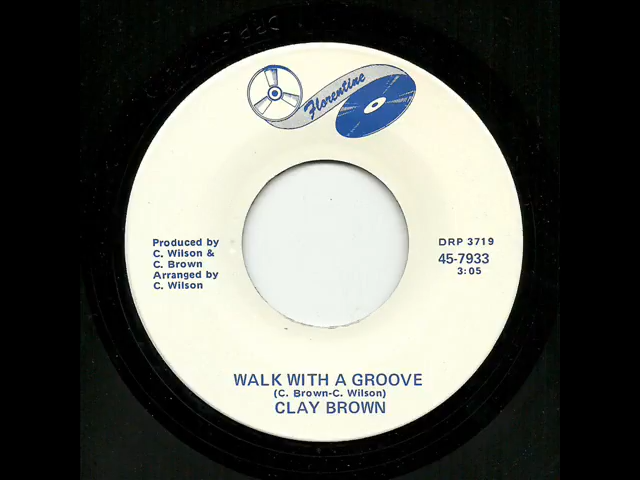 Florentine
Produced by
C. Wilson &
C. Brown
Arranged by
C. Wilson
DRP 3719
45-7933
3:05
WALK WITH A GROOVE
(C. Brown-C. Wilson)
CLAY BROWN